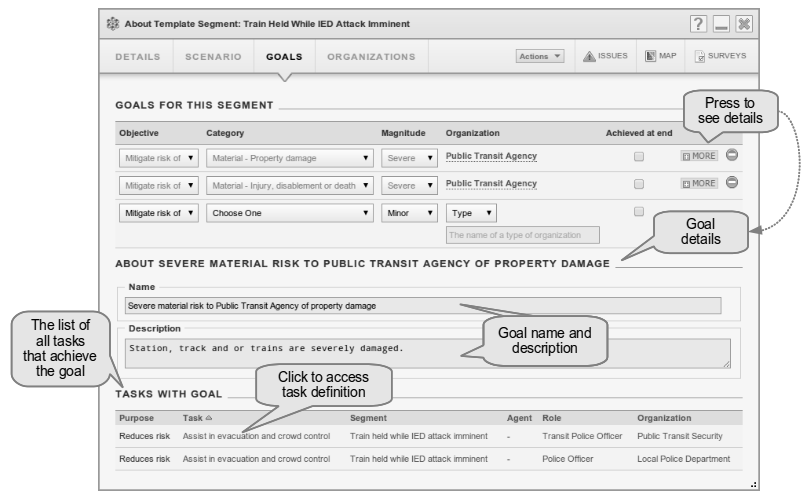 About Template Segment: Train Held While IED Attack Imminent ?
DETAILS SCENARIO GOALS ORGANIZATIONS Actions ISSUES MAP SURVEYS
Press to
see details
GOALS FOR THIS SEGMENT
Objective Category Magnitude Organization Achieved at end
Mitigate risk of Material - Property damage Severe Public Transit Agency MORE
Mitigate risk of Material - Injury, disablement or death Severe Public Transit Agency MORE
Mitigate risk of Choose One Minor Type
The name of a type of organization
Goal
details
ABOUT SEVERE MATERIAL RISK TO PUBLIC TRANSIT AGENCY OF PROPERTY DAMAGE
Name
Severe material risk to Public Transit Agency of property damage
Description
Station, track and or trains are severely damaged.
Goal name and
description
The list of
all tasks
that achieve
the goal
Click to access
task definition
TASKS WITH GOAL
Purpose Task Segment Agent Role Organization
Reduces risk Assist in evacuation and crowd control Train held while IED attack imminent - Transit Police Officer Public Transit Security
Reduces risk Assist in evacuation and crowd control Train held while IED attack imminent - Police Officer Local Police Department